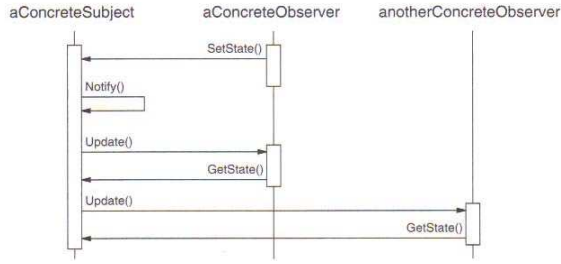 aConcreteSubject aConcreteObserver anotherConcreteObserver
SetState()
Notify()
Update()
GetState()
Update()
GetState()